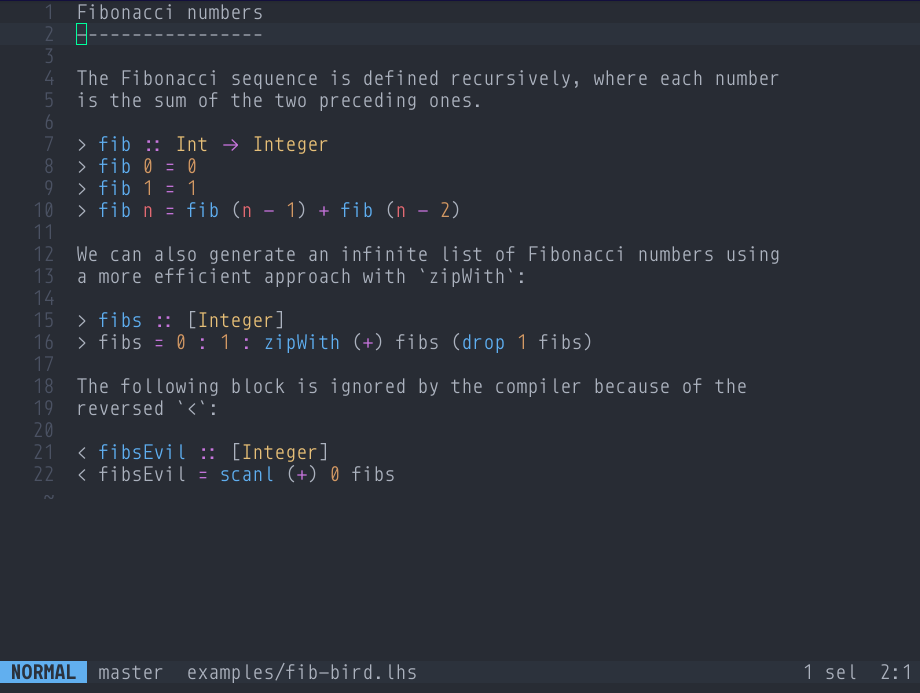 1 Fibonacci numbers
2 -----------------
3
4 The Fibonacci sequence is defined recursively, where each number
5 is the sum of the two preceding ones.
6
7 > fib :: Int → Integer
8 > fib 0 = 0
9 > fib 1 = 1
10 > fib n = fib (n - 1) + fib (n - 2)
11
12 We can also generate an infinite list of Fibonacci numbers using
13 a more efficient approach with `zipWith`:
14
15 > fibs :: [Integer]
16 > fibs = 0 : 1 : zipWith (+) fibs (drop 1 fibs)
17
18 The following block is ignored by the compiler because of the
19 reversed `<`:
20
21 < fibsEvil :: [Integer]
22 < fibsEvil = scanl (+) 0 fibs
~
NORMAL master examples/fib-bird.lhs 1 sel 2:1